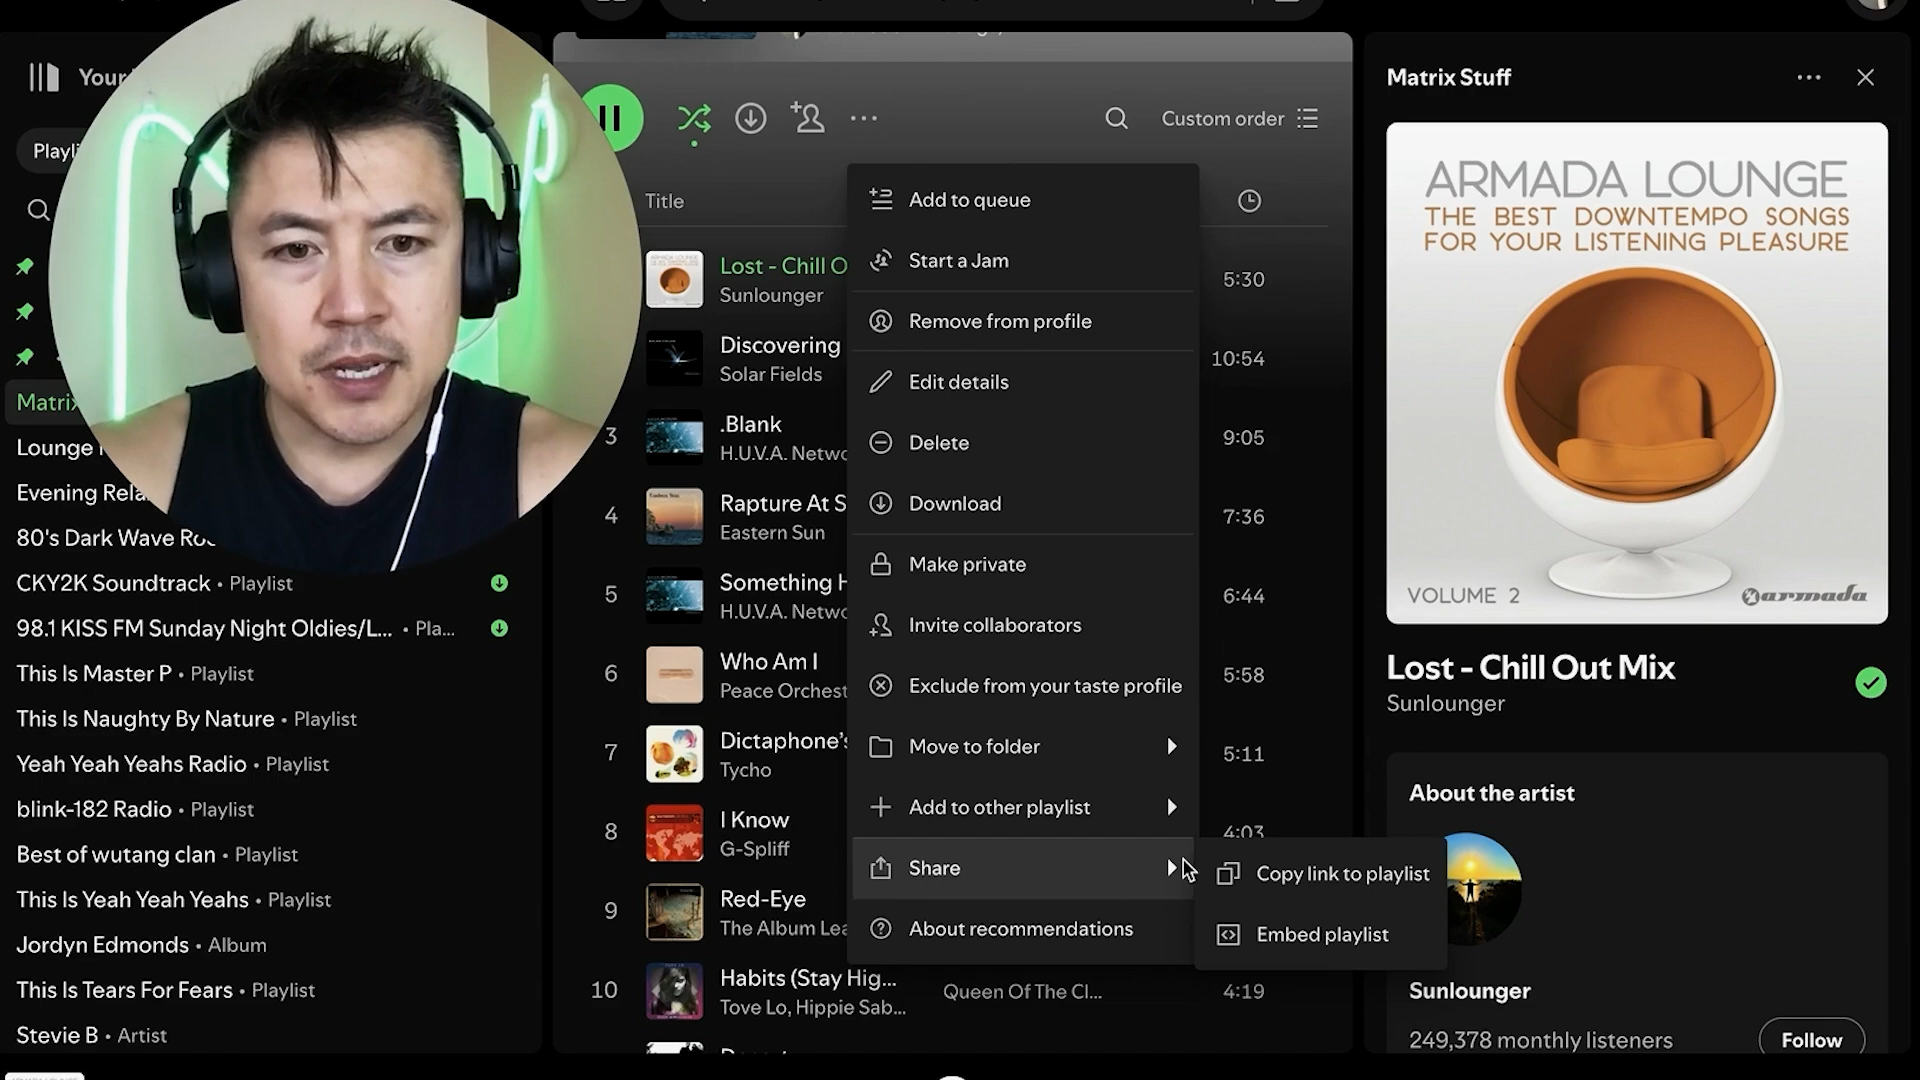 Your
Playli
Matrix
Lounge
Evening Rela
80's Dark Wave Ro
CKY2K Soundtrack • Playlist
98.1 KISS FM Sunday Night Oldies/L... • Pla...
This Is Master P • Playlist
This Is Naughty By Nature • Playlist
Yeah Yeah Yeahs Radio • Playlist
blink-182 Radio • Playlist
Best of wutang clan • Playlist
This Is Yeah Yeah Yeahs • Playlist
Jordyn Edmonds • Album
This Is Tears For Fears • Playlist
Stevie B • Artist
Custom order
Title
Lost - Chill O
Sunlounger
5:30
Discovering
Solar Fields
10:54
3
.Blank
H.U.V.A. Netwo
9:05
4
Rapture At S
Eastern Sun
7:36
5
Something H
H.U.V.A. Netwo
6:44
6
Who Am I
Peace Orchest
5:58
7
Dictaphone's
Tycho
5:11
8
I Know
G-Spliff
4:03
9
Red-Eye
The Album Lea
10
Habits (Stay Hig...
Tove Lo, Hippie Sab...
Queen Of The Cl...
4:19
Add to queue
Start a Jam
Remove from profile
Edit details
Delete
Download
Make private
Invite collaborators
Exclude from your taste profile
Move to folder
Add to other playlist
Share
About recommendations
Copy link to playlist
Embed playlist
Matrix Stuff
ARMADA LOUNGE
THE BEST DOWNTEMPO SONGS
FOR YOUR LISTENING PLEASURE
VOLUME 2
armada
Lost - Chill Out Mix
Sunlounger
About the artist
Sunlounger
249,378 monthly listeners
Follow